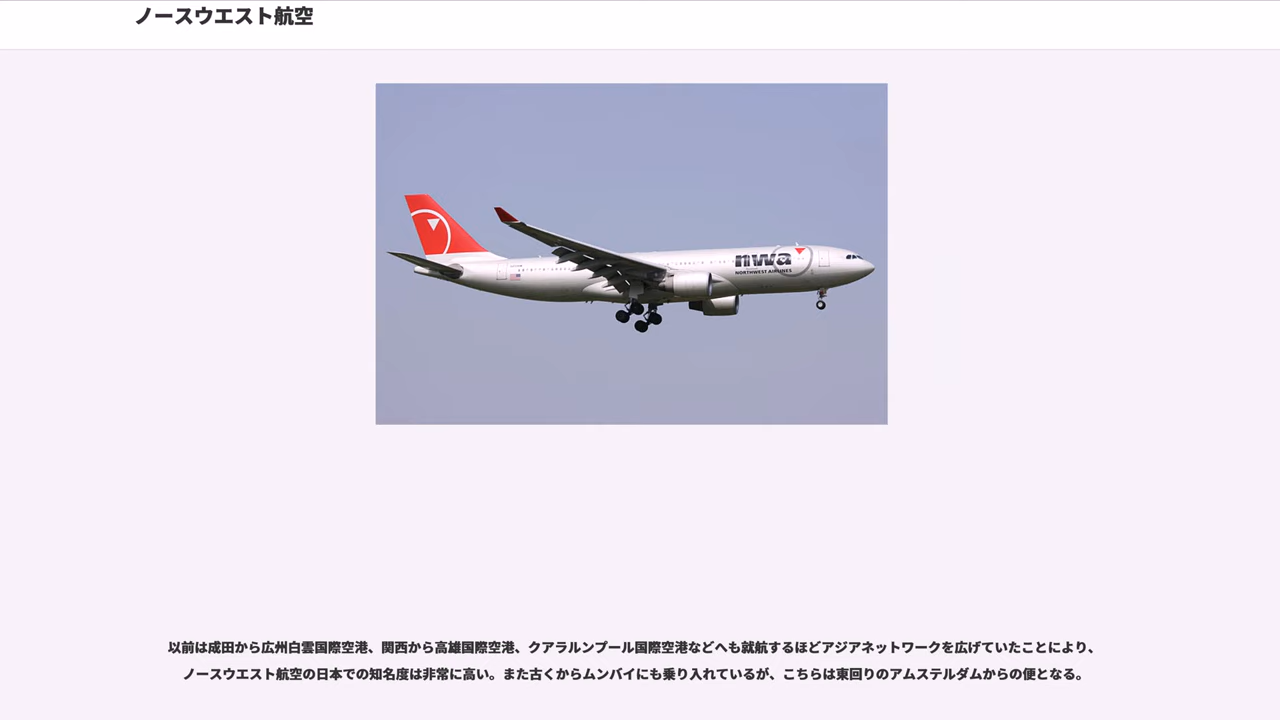 ノースウエスト航空
nwa
NORTHWEST AIRLINES
以前は成田から広州白雲国際空港、関西から高雄国際空港、クアラルンプール国際空港などへも就航するほどアジアネットワークを広げていたことにより、
ノースウエスト航空の日本での知名度は非常に高い。また古くからムンバイにも乗り入れているが、こちらは東回りのアムステルダムからの便となる。